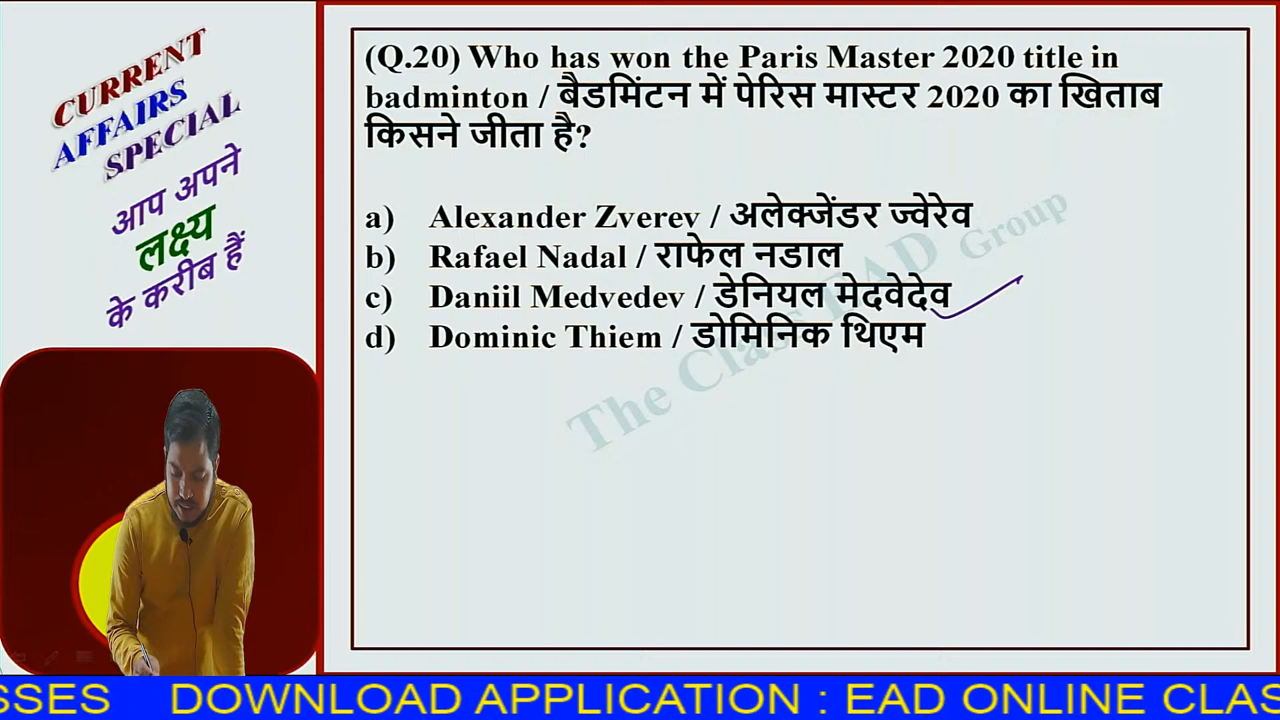 CURRENT
AFFAIRS
SPECIAL
आप अपने
लक्ष्य
के करीब हैं
(Q.20) Who has won the Paris Master 2020 title in
badminton / बैडमिंटन में पेरिस मास्टर 2020 का खिताब
किसने जीता है?
a) Alexander Zverev / अलेक्जेंडर ज्वेरेव
b) Rafael Nadal / राफेल नडाल
c) Daniil Medvedev / डेनियल मेदवेदेव
d) Dominic Thiem / डोमिनिक थिएम
The Class EAD Group
SSES DOWNLOAD APPLICATION : EAD ONLINE CLAS